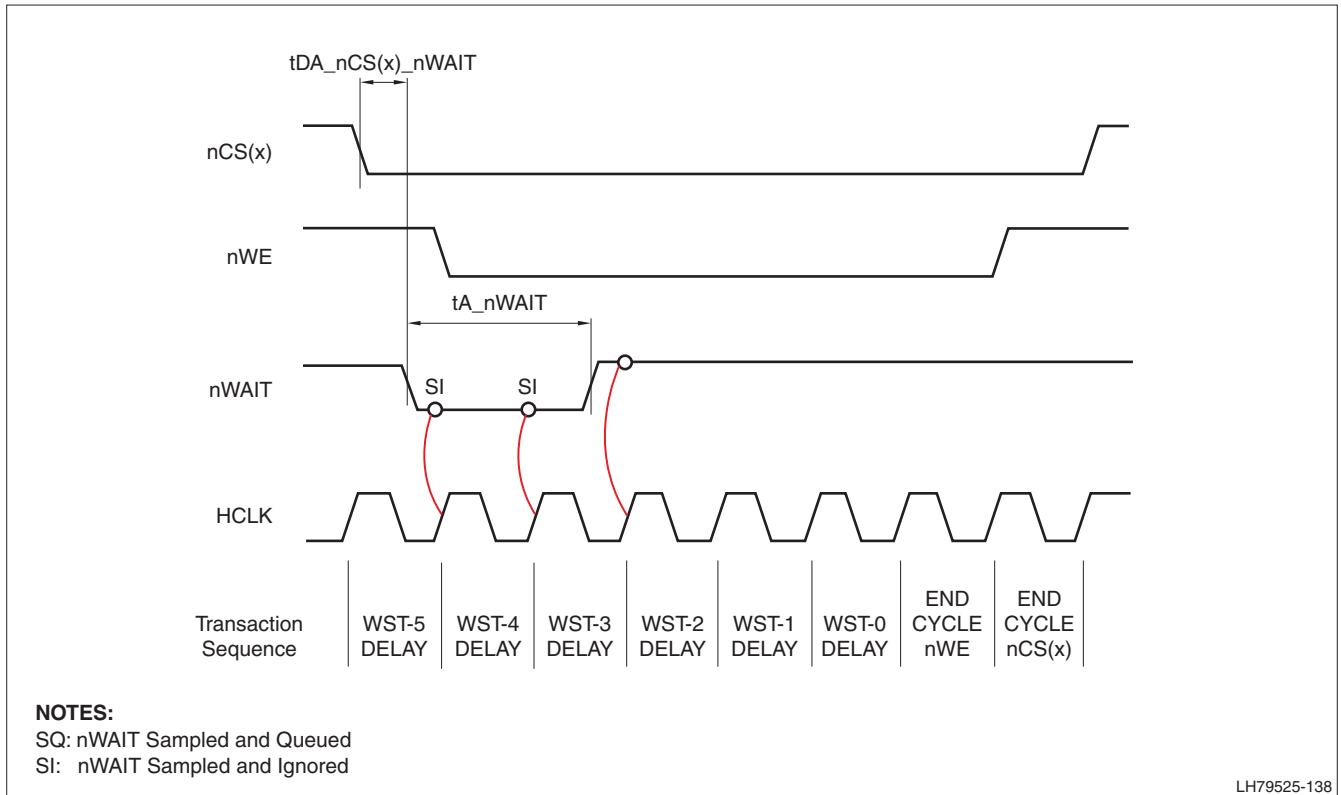 tDA_nCS(x)_nWAIT
nCS(x)
nWE
tA_nWAIT
nWAIT
SI
SI
HCLK
Transaction
Sequence
WST-5
DELAY
WST-4
DELAY
WST-3
DELAY
WST-2
DELAY
WST-1
DELAY
WST-0
DELAY
END
CYCLE
nWE
END
CYCLE
nCS(x)
NOTES:
SQ: nWAIT Sampled and Queued
SI: nWAIT Sampled and Ignored
LH79525-138